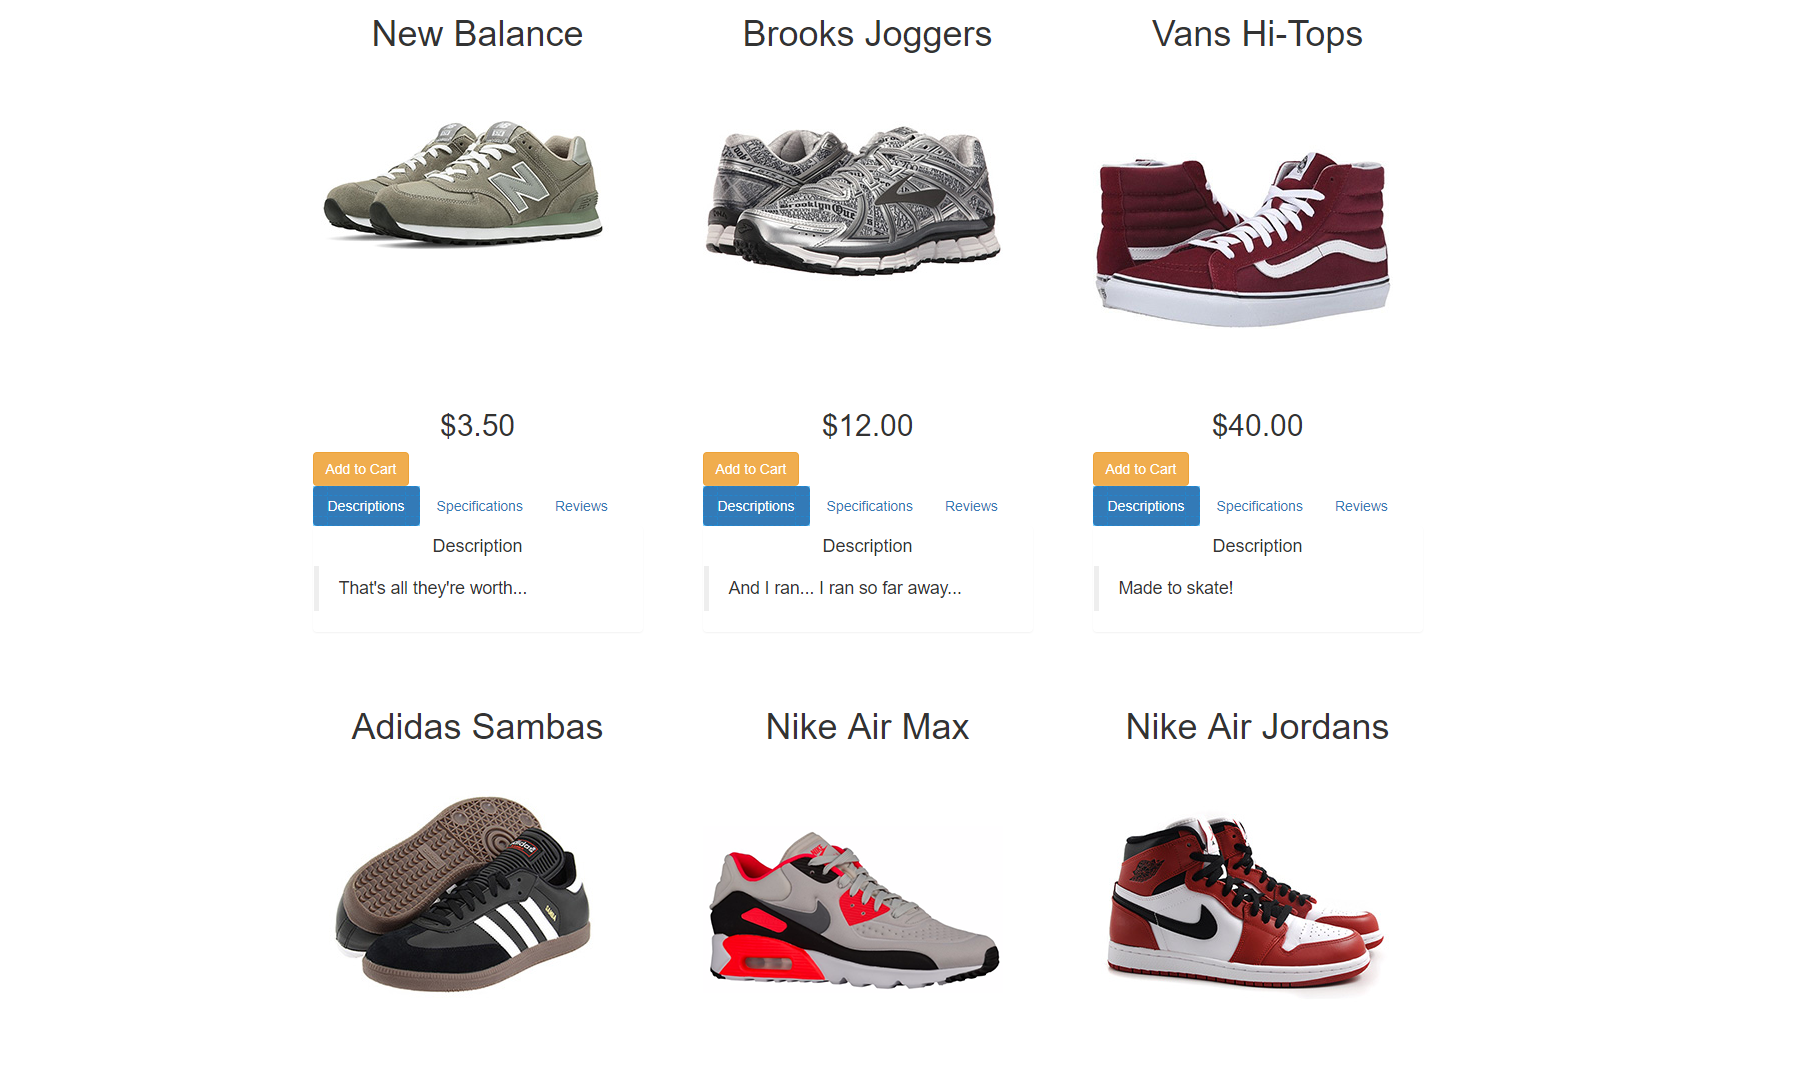 New Balance
Brooks Joggers
Vans Hi-Tops
$3.50
$12.00
$40.00
Add to Cart
Add to Cart
Add to Cart
Descriptions Specifications Reviews
Descriptions Specifications Reviews
Descriptions Specifications Reviews
Description
Description
Description
That's all they're worth...
And I ran... I ran so far away...
Made to skate!
Adidas Sambas
Nike Air Max
Nike Air Jordans